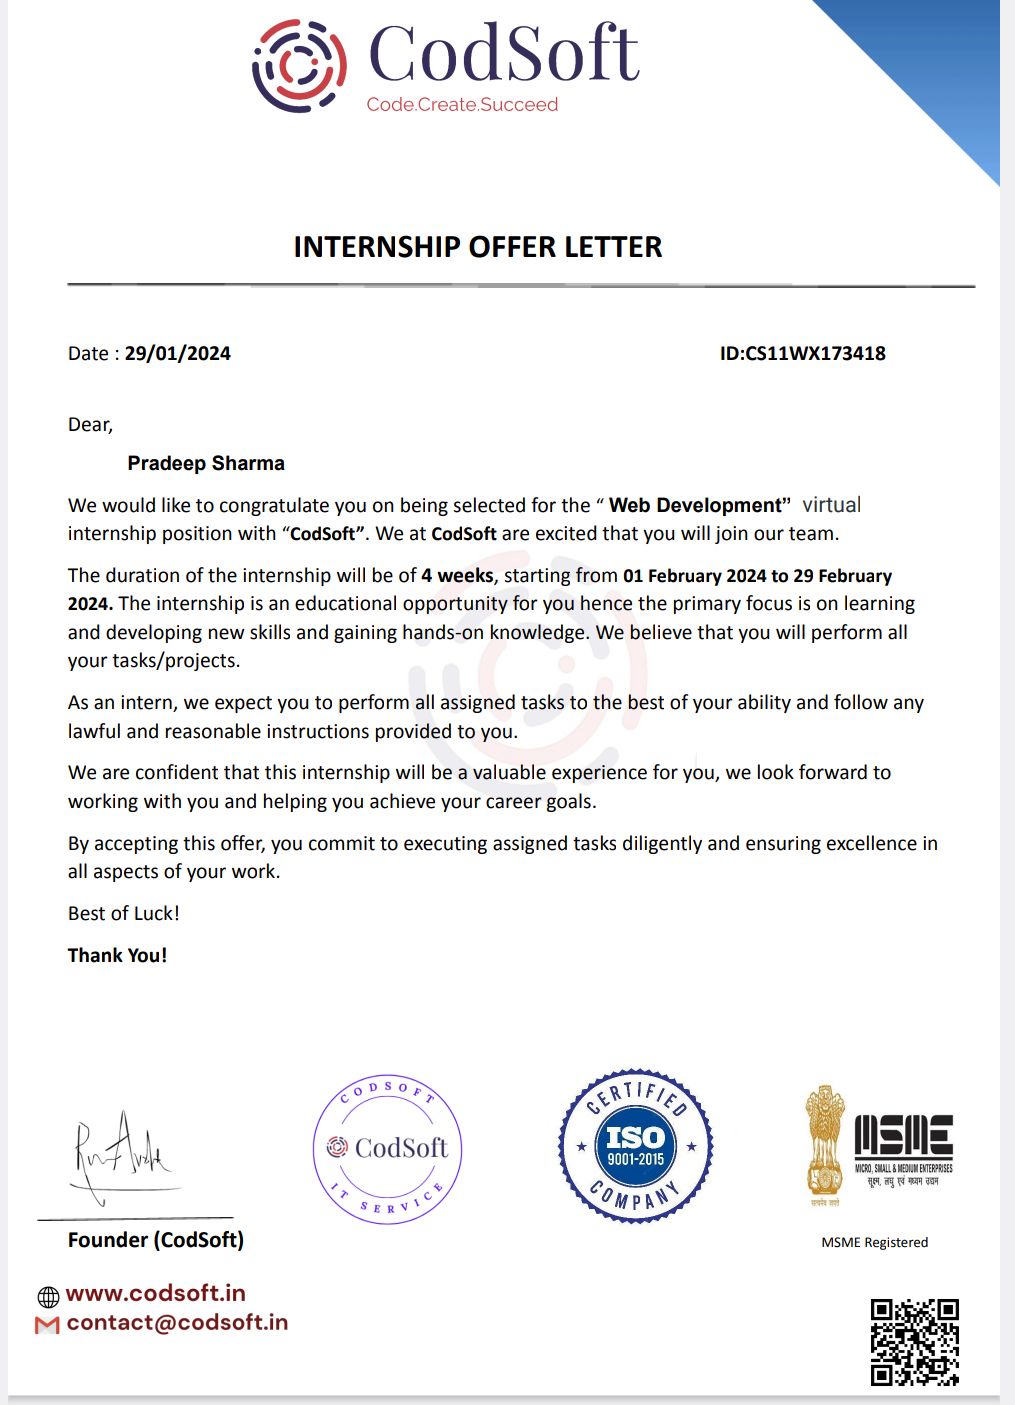 CodSoft
Code.Create.Succeed
INTERNSHIP OFFER LETTER
Date : 29/01/2024 ID:CS11WX173418
Dear,
Pradeep Sharma
We would like to congratulate you on being selected for the “ Web Development” virtual
internship position with “CodSoft”. We at CodSoft are excited that you will join our team.
The duration of the internship will be of 4 weeks, starting from 01 February 2024 to 29 February
2024. The internship is an educational opportunity for you hence the primary focus is on learning
and developing new skills and gaining hands-on knowledge. We believe that you will perform all
your tasks/projects.
As an intern, we expect you to perform all assigned tasks to the best of your ability and follow any
lawful and reasonable instructions provided to you.
We are confident that this internship will be a valuable experience for you, we look forward to
working with you and helping you achieve your career goals.
By accepting this offer, you commit to executing assigned tasks diligently and ensuring excellence in
all aspects of your work.
Best of Luck!
Thank You!
CODSOFT
CodSoft
IT SERVICE
CERTIFIED
ISO
9001-2015
COMPANY
MSME
MICRO, SMALL & MEDIUM ENTERPRISES
सूक्ष्म, लघु एवं मध्यम उद्यम
सत्यमेव जयते
Founder (CodSoft)
MSME Registered
www.codsoft.in
contact@codsoft.in